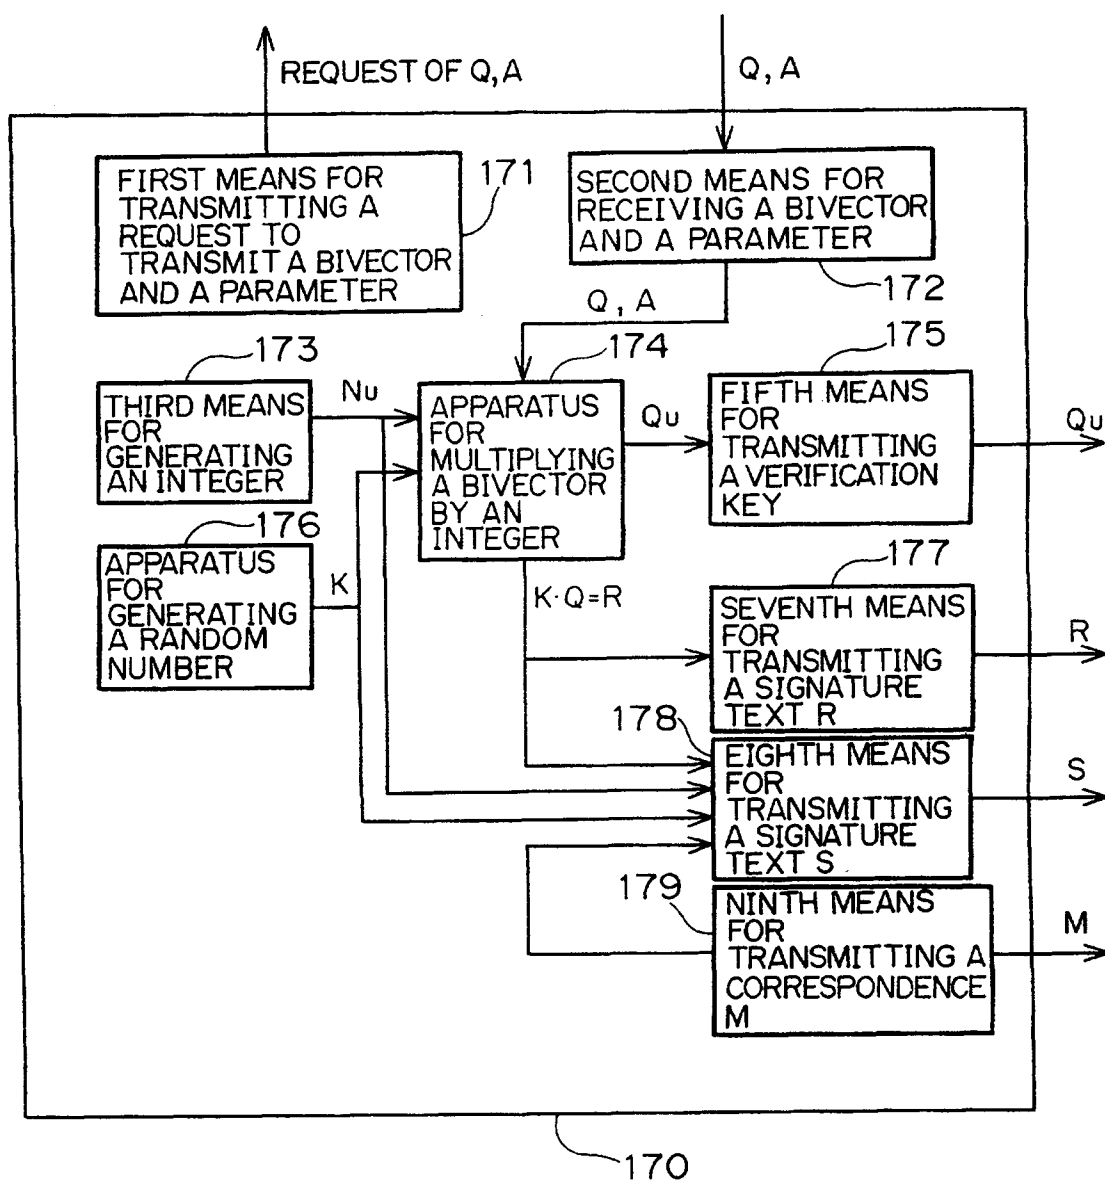 REQUEST OF Q, A
Q, A
FIRST MEANS FOR
TRANSMITTING A
REQUEST TO
TRANSMIT A BIVECTOR
AND A PARAMETER
171
SECOND MEANS FOR
RECEIVING A BIVECTOR
AND A PARAMETER
172
Q, A
173
THIRD MEANS
FOR
GENERATING
AN INTEGER
Nu
174
APPARATUS
FOR
MULTIPLYING
A BIVECTOR
BY AN
INTEGER
Qu
175
FIFTH MEANS
FOR
TRANSMITTING
A VERIFICATION
KEY
Qu
176
APPARATUS
FOR
GENERATING
A RANDOM
NUMBER
K
K·Q=R
177
SEVENTH MEANS
FOR
TRANSMITTING
A SIGNATURE
TEXT R
R
178
EIGHTH MEANS
FOR
TRANSMITTING
A SIGNATURE
TEXT S
S
179
NINTH MEANS
FOR
TRANSMITTING A
CORRESPONDENCE
M
M
170